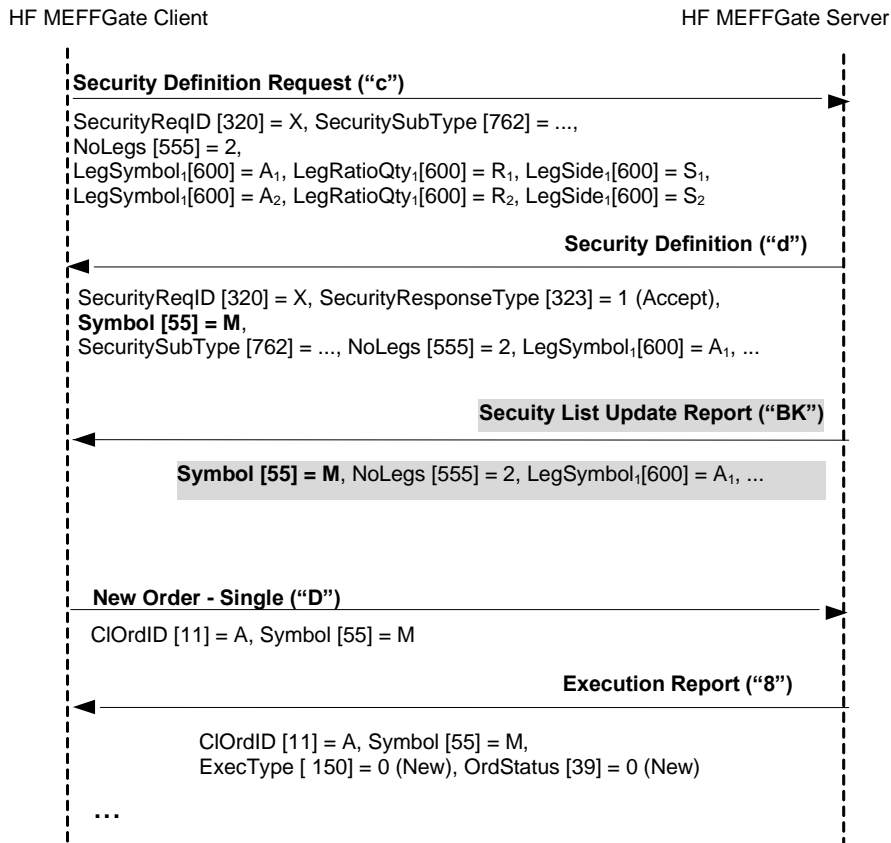 HF MEFFGate Client HF MEFFGate Server
Security Definition Request (“c”)
SecurityReqID [320] = X, SecuritySubType [762] = ...,
NoLegs [555] = 2,
LegSymbol₁[600] = A₁, LegRatioQty₁[600] = R₁, LegSide₁[600] = S₁,
LegSymbol₁[600] = A₂, LegRatioQty₁[600] = R₂, LegSide₁[600] = S₂
Security Definition (“d”)
SecurityReqID [320] = X, SecurityResponseType [323] = 1 (Accept),
Symbol [55] = M,
SecuritySubType [762] = ..., NoLegs [555] = 2, LegSymbol₁[600] = A₁, ...
Secuity List Update Report (“BK”)
Symbol [55] = M, NoLegs [555] = 2, LegSymbol₁[600] = A₁, ...
New Order - Single (“D”)
ClOrdID [11] = A, Symbol [55] = M
Execution Report (“8”)
ClOrdID [11] = A, Symbol [55] = M,
ExecType [ 150] = 0 (New), OrdStatus [39] = 0 (New)
...